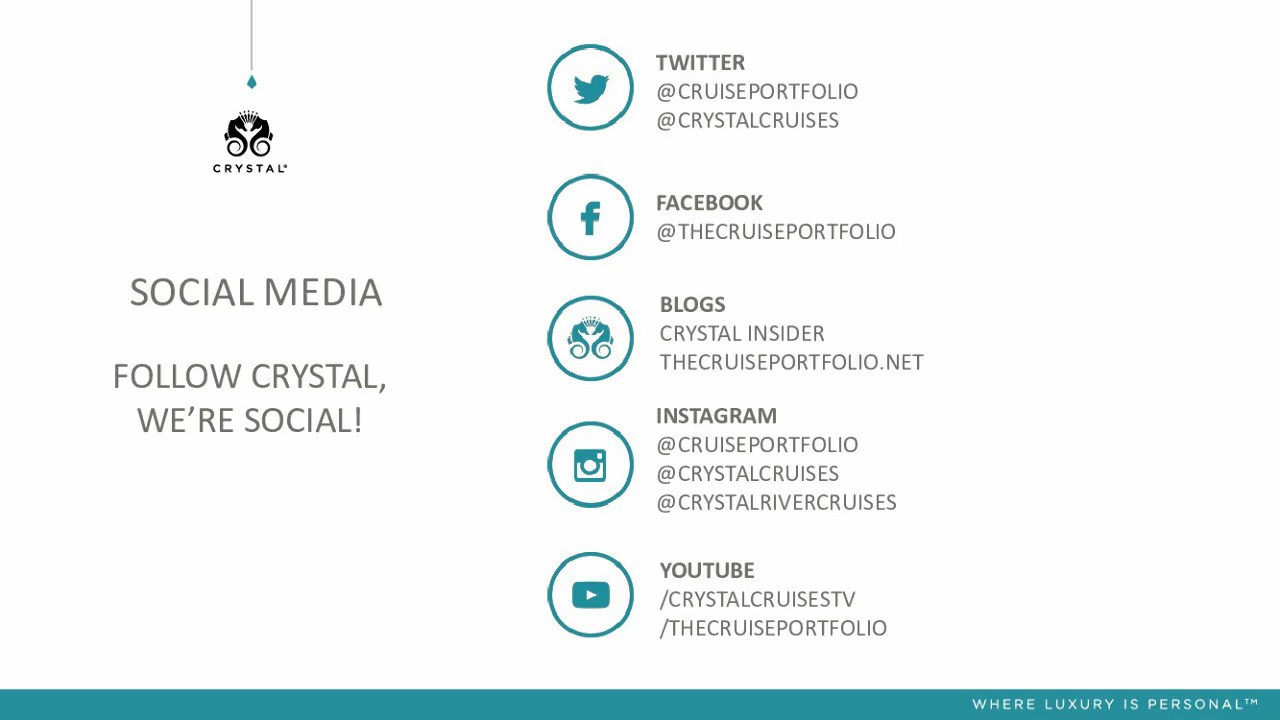 CRYSTAL®
SOCIAL MEDIA
FOLLOW CRYSTAL,
WE’RE SOCIAL!
TWITTER
@CRUISEPORTFOLIO
@CRYSTALCRUISES
FACEBOOK
@THECRUISEPORTFOLIO
BLOGS
CRYSTAL INSIDER
THECRUISEPORTFOLIO.NET
INSTAGRAM
@CRUISEPORTFOLIO
@CRYSTALCRUISES
@CRYSTALRIVERCRUISES
YOUTUBE
/CRYSTALCRUISESTV
/THECRUISEPORTFOLIO
WHERE LUXURY IS PERSONAL™